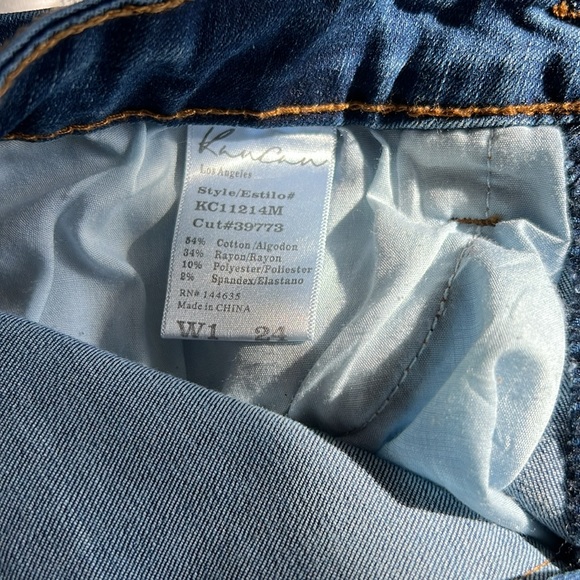 KanCan
Los Angeles
Style/Estilo#
KC11214M
Cut#39773
54% Cotton/Algodon
34% Rayon/Rayon
10% Polyester/Poliester
2% Spandex/Elastano
RN# 144635
Made in CHINA
W1 24